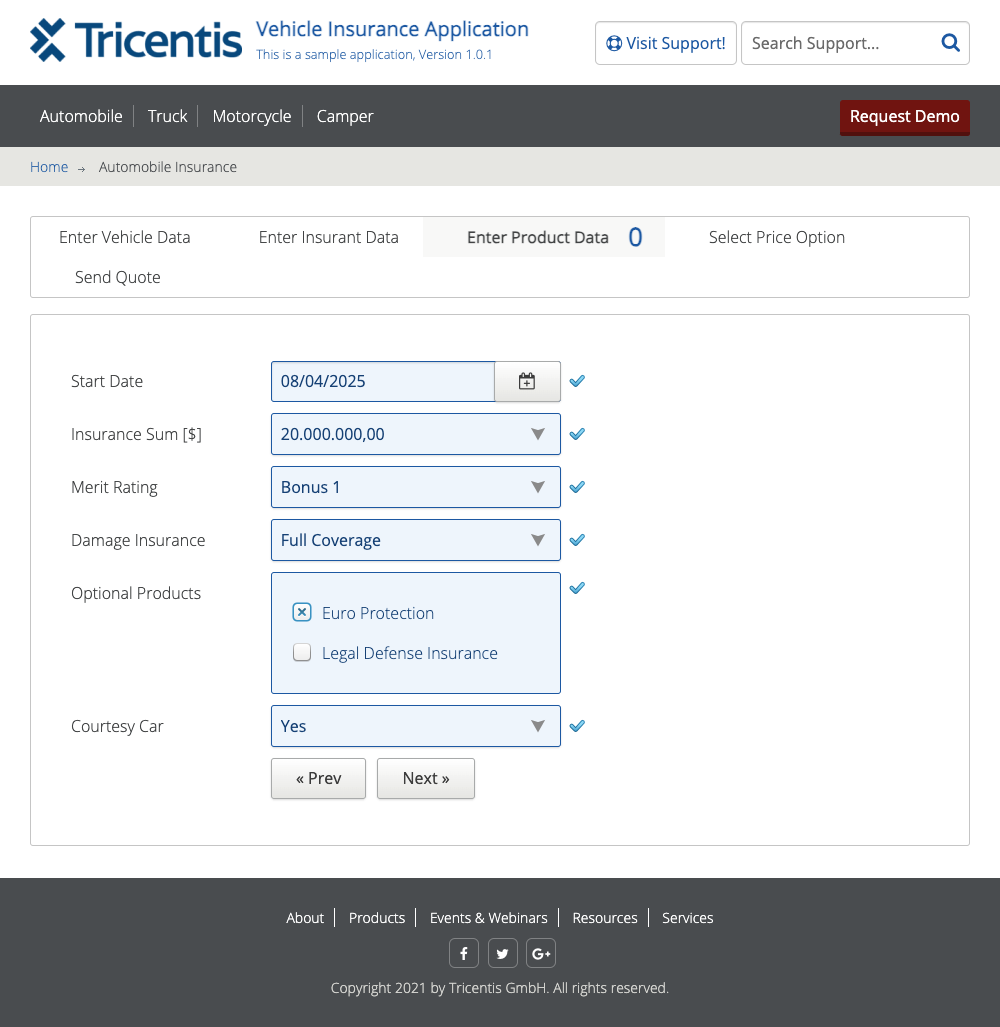 Tricentis
Vehicle Insurance Application
This is a sample application, Version 1.0.1
Visit Support!
Search Support...
Automobile
Truck
Motorcycle
Camper
Request Demo
Home → Automobile Insurance
Enter Vehicle Data
Enter Insurant Data
Enter Product Data 0
Select Price Option
Send Quote
Start Date
08/04/2025
Insurance Sum [$]
20.000.000,00
Merit Rating
Bonus 1
Damage Insurance
Full Coverage
Optional Products
Euro Protection
Legal Defense Insurance
Courtesy Car
Yes
« Prev
Next »
About
Products
Events & Webinars
Resources
Services
Copyright 2021 by Tricentis GmbH. All rights reserved.